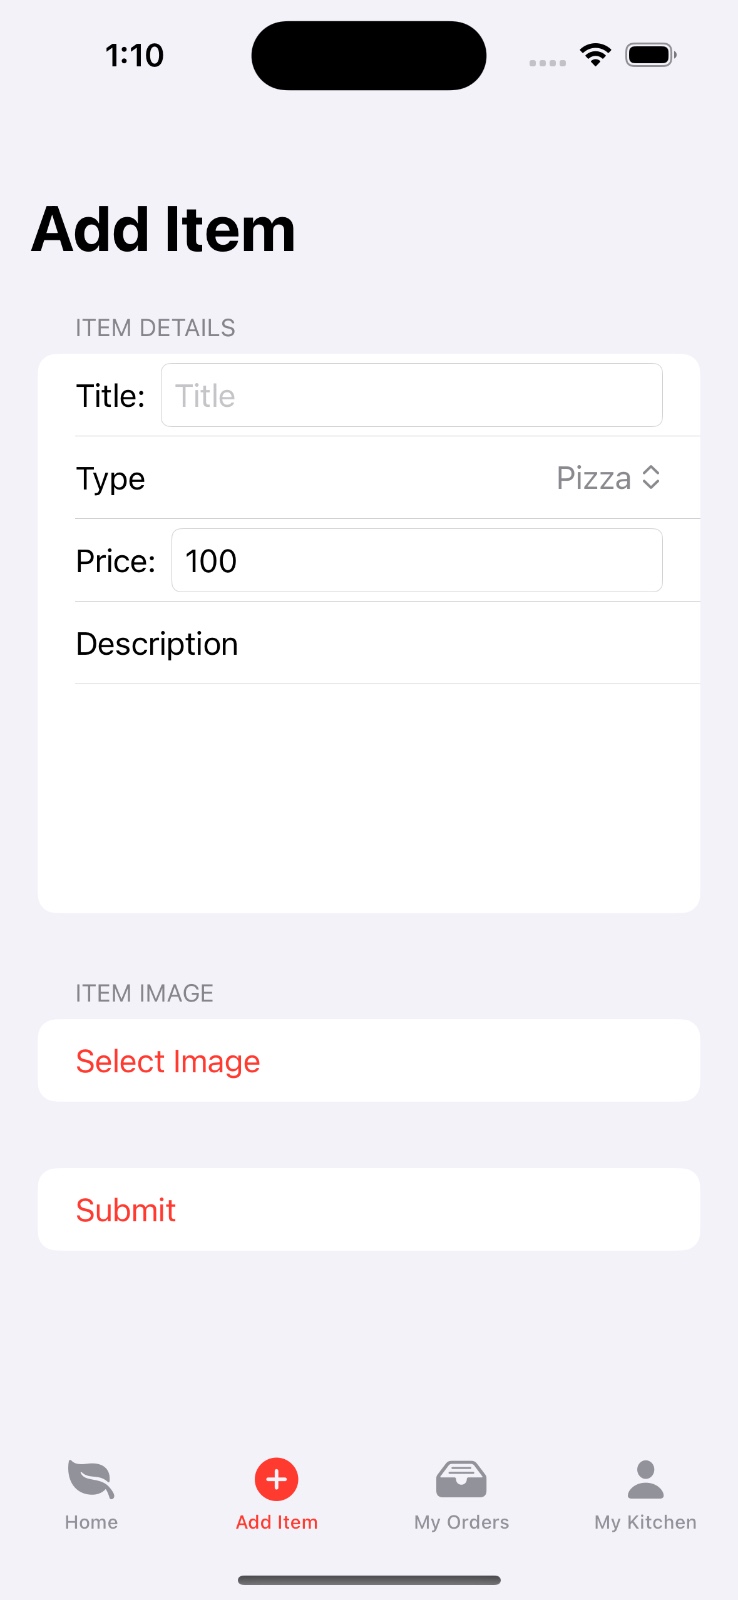 1:10
Add Item
ITEM DETAILS
Title: Title
Type Pizza
Price: 100
Description
ITEM IMAGE
Select Image
Submit
Home Add Item My Orders My Kitchen